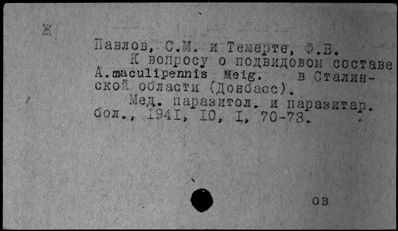 Ж
Павлов, С.М. и Темерте, Ф.В.
К вопросу о подвидовом составе
A.maculipennis Meig. в Сталин-
ской области (Донбасс).
Мед. паразитол. и паразитар.
бол., 1941, 10, 1, 70-73.
ов